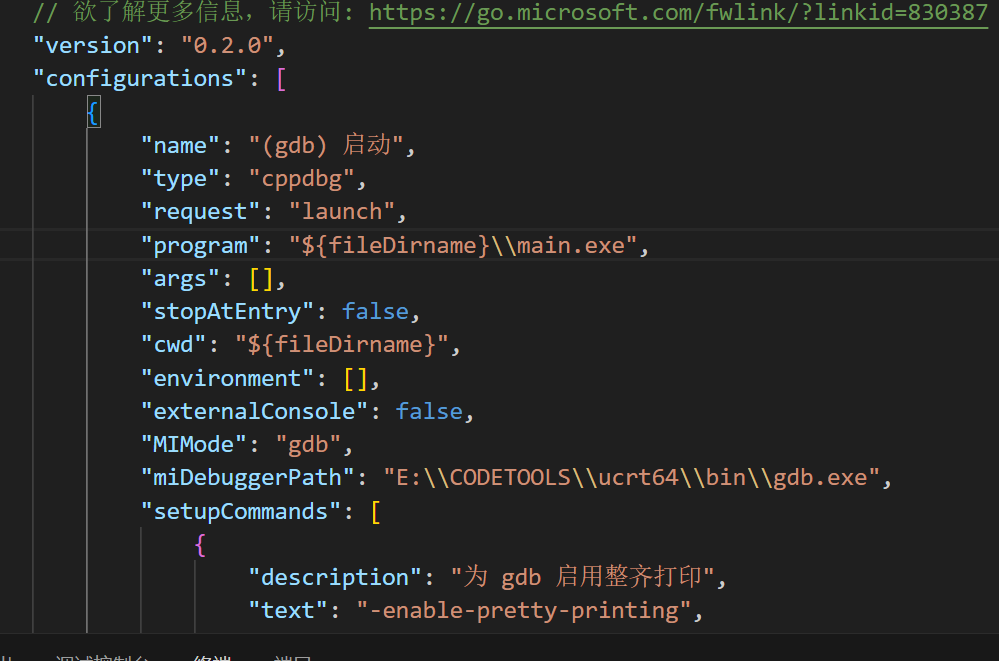 // 欲了解更多信息，请访问: https://go.microsoft.com/fwlink/?linkid=830387
"version": "0.2.0",
"configurations": [
{
"name": "(gdb) 启动",
"type": "cppdbg",
"request": "launch",
"program": "${fileDirname}\\main.exe",
"args": [],
"stopAtEntry": false,
"cwd": "${fileDirname}",
"environment": [],
"externalConsole": false,
"MIMode": "gdb",
"miDebuggerPath": "E:\\CODETOOLS\\ucrt64\\bin\\gdb.exe",
"setupCommands": [
{
"description": "为 gdb 启用整齐打印",
"text": "-enable-pretty-printing",
调试控制台 终端 端口